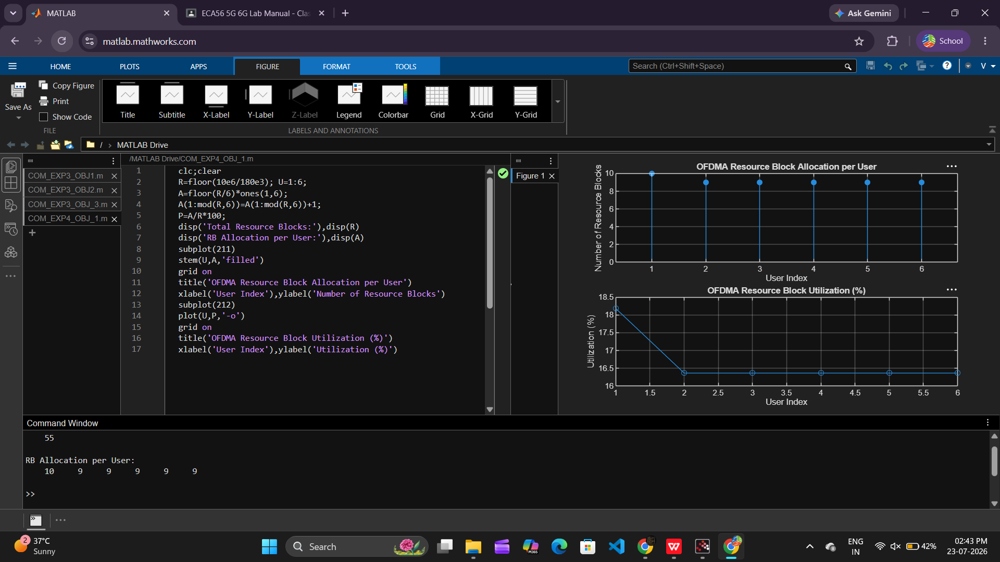 MATLAB
ECA56 5G 6G Lab Manual - Clas
Ask Gemini
matlab.mathworks.com
School
HOME
PLOTS
APPS
FIGURE
FORMAT
TOOLS
Search (Ctrl+Shift+Space)
V
Save As
Copy Figure
Print
Show Code
FILE
Title
Subtitle
X-Label
Y-Label
Z-Label
Legend
Colorbar
Grid
X-Grid
Y-Grid
LABELS AND ANNOTATIONS
/ › MATLAB Drive
COM_EXP3_OBJ1.m
COM_EXP3_OBJ2.m
COM_EXP3_OBJ_3.m
COM_EXP4_OBJ_1.m
/MATLAB Drive/COM_EXP4_OBJ_1.m
1 clc;clear
2 R=floor(10e6/180e3); U=1:6;
3 A=floor(R/6)*ones(1,6);
4 A(1:mod(R,6))=A(1:mod(R,6))+1;
5 P=A/R*100;
6 disp('Total Resource Blocks:'),disp(R)
7 disp('RB Allocation per User:'),disp(A)
8 subplot(211)
9 stem(U,A,'filled')
10 grid on
11 title('OFDMA Resource Block Allocation per User')
12 xlabel('User Index'),ylabel('Number of Resource Blocks')
13 subplot(212)
14 plot(U,P,'-o')
15 grid on
16 title('OFDMA Resource Block Utilization (%)')
17 xlabel('User Index'),ylabel('Utilization (%)')
Figure 1
OFDMA Resource Block Allocation per User
Number of Resource Blocks
10
8
6
4
2
0
1 2 3 4 5 6
User Index
OFDMA Resource Block Utilization (%)
Utilization (%)
18.5
18
17.5
17
16.5
16
1 1.5 2 2.5 3 3.5 4 4.5 5 5.5 6
User Index
Command Window
55
RB Allocation per User:
10 9 9 9 9 9
>>
2
37°C
Sunny
Search
M365
ENG
IN
42%
02:43 PM
23-07-2026